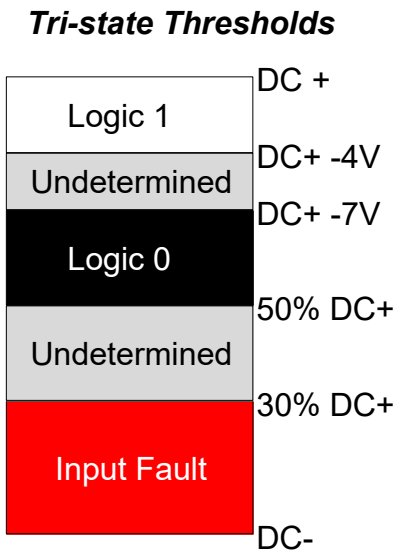 Tri-state Thresholds
DC +
Logic 1
DC+ -4V
Undetermined
DC+ -7V
Logic 0
50% DC+
Undetermined
30% DC+
Input Fault
DC-